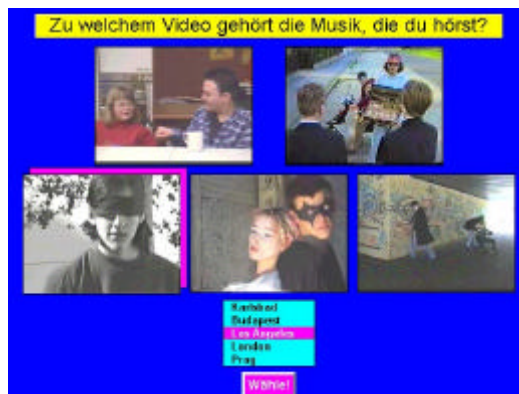 Zu welchem Video gehört die Musik, die du hörst?
Karlsbad
Budapest
Los Angeles
London
Prag
Wähle!